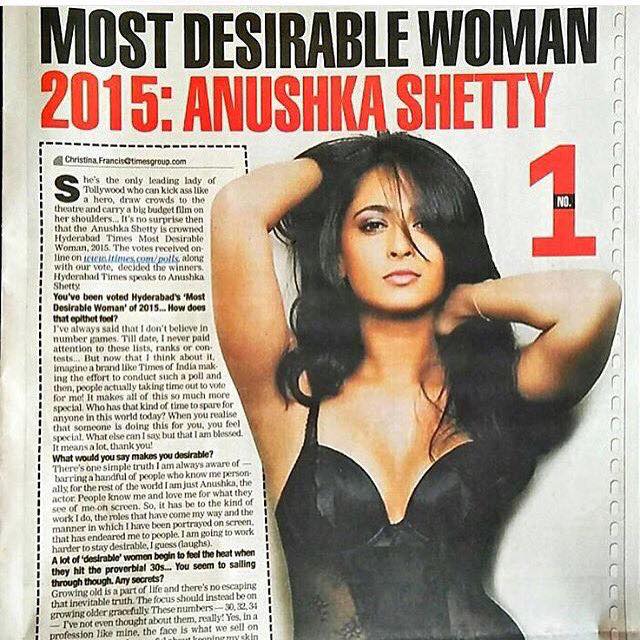 MOST DESIRABLE WOMAN
2015: ANUSHKA SHETTY
NO.
1
Christina.Francis@timesgroup.com
She's the only leading lady of
Tollywood who can kick ass like
a hero, draw crowds to the
theatre and carry a big budget film on
her shoulders... It's no surprise then
that the Anushka Shetty is crowned
Hyderabad Times Most Desirable
Woman, 2015. The votes received on-
line on www.itimes.com/polls, along
with our vote, decided the winners.
Hyderabad Times speaks to Anushka
Shetty.
You've been voted Hyderabad's 'Most
Desirable Woman' of 2015... How does
that epithet feel?
I've always said that I don't believe in
number games. Till date, I never paid
attention to these lists, ranks or con-
tests... But now that I think about it,
imagine a brand like Times of India mak-
ing the effort to conduct such a poll and
then, people actually taking time out to vote
for me! It makes all of this so much more
special. Who has that kind of time to spare for
anyone in this world today? When you realise
that someone is doing this for you, you feel
special. What else can I say, but that I am blessed.
It means a lot, thank you!
What would you say makes you desirable?
There's one simple truth I am always aware of —
barring a handful of people who know me person-
ally, for the rest of the world I am just Anushka, the
actor. People know me and love me for what they
see of me on screen. So, it has to be the kind of
work I do, the roles that have come my way and the
manner in which I have been portrayed on screen,
that has endeared me to people. I am going to work
harder to stay desirable, I guess (laughs).
A lot of 'desirable' women begin to feel the heat when
they hit the proverbial 30s... You seem to sailing
through though. Any secrets?
Growing old is a part of life and there's no escaping
that inevitable truth. The focus should instead be on
growing older gracefully. These numbers — 30, 32, 34
— I've not even thought about them, really! Yes, in a
profession like mine, the face is what we sell on
keeping my skin